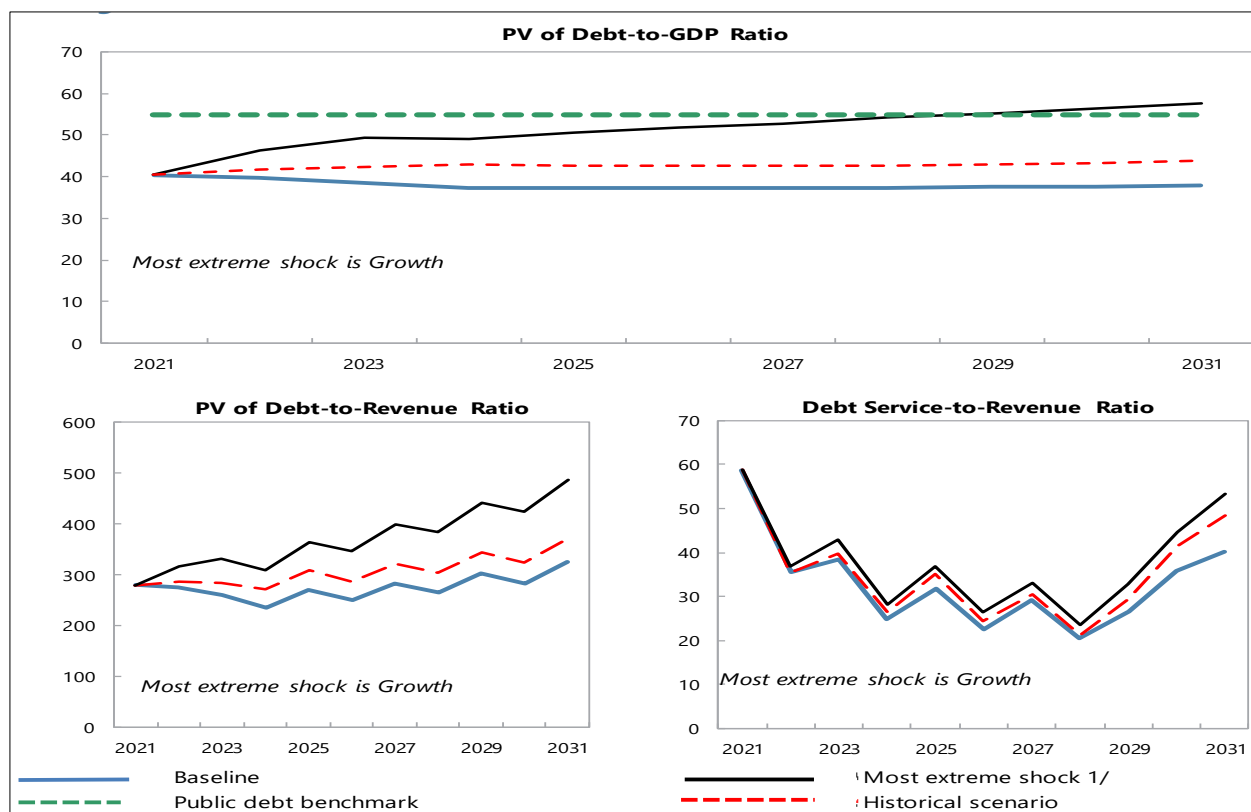 PV of Debt-to-GDP Ratio
70
60
50
40
30
20
10
0
Most extreme shock is Growth
2021 2023 2025 2027 2029 2031
PV of Debt-to-Revenue Ratio
600
500
400
300
200
100
0
Most extreme shock is Growth
2021 2023 2025 2027 2029 2031
Debt Service-to-Revenue Ratio
70
60
50
40
30
20
10
0
Most extreme shock is Growth
2021 2023 2025 2027 2029 2031
Baseline
Public debt benchmark
Most extreme shock 1/
Historical scenario